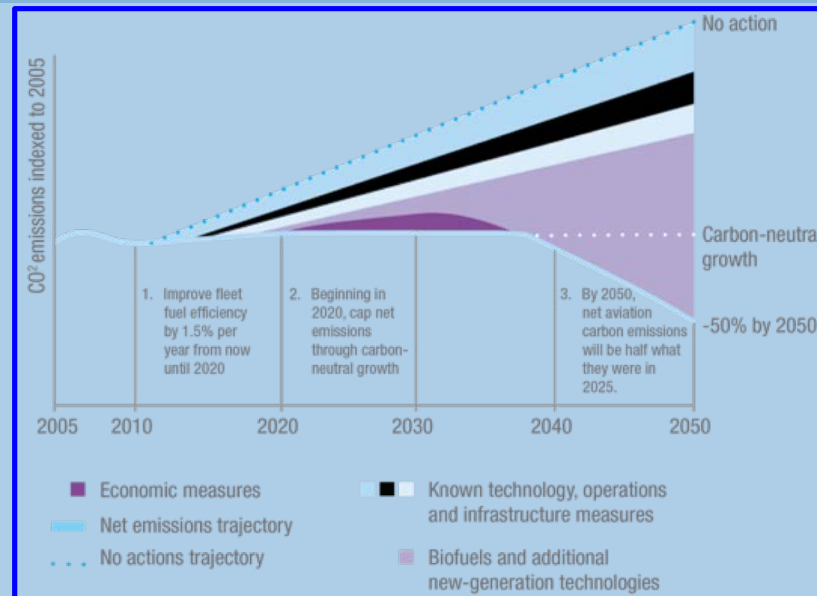 No action
CO² emissions indexed to 2005
Carbon-neutral
growth
1. Improve fleet
fuel efficiency
by 1.5% per
year from now
until 2020
2. Beginning in
2020, cap net
emissions
through carbon-
neutral growth
3. By 2050,
net aviation
carbon emissions
will be half what
they were in
2025.
-50% by 2050
2005 2010 2020 2030 2040 2050
Economic measures
Net emissions trajectory
No actions trajectory
Known technology, operations
and infrastructure measures
Biofuels and additional
new-generation technologies